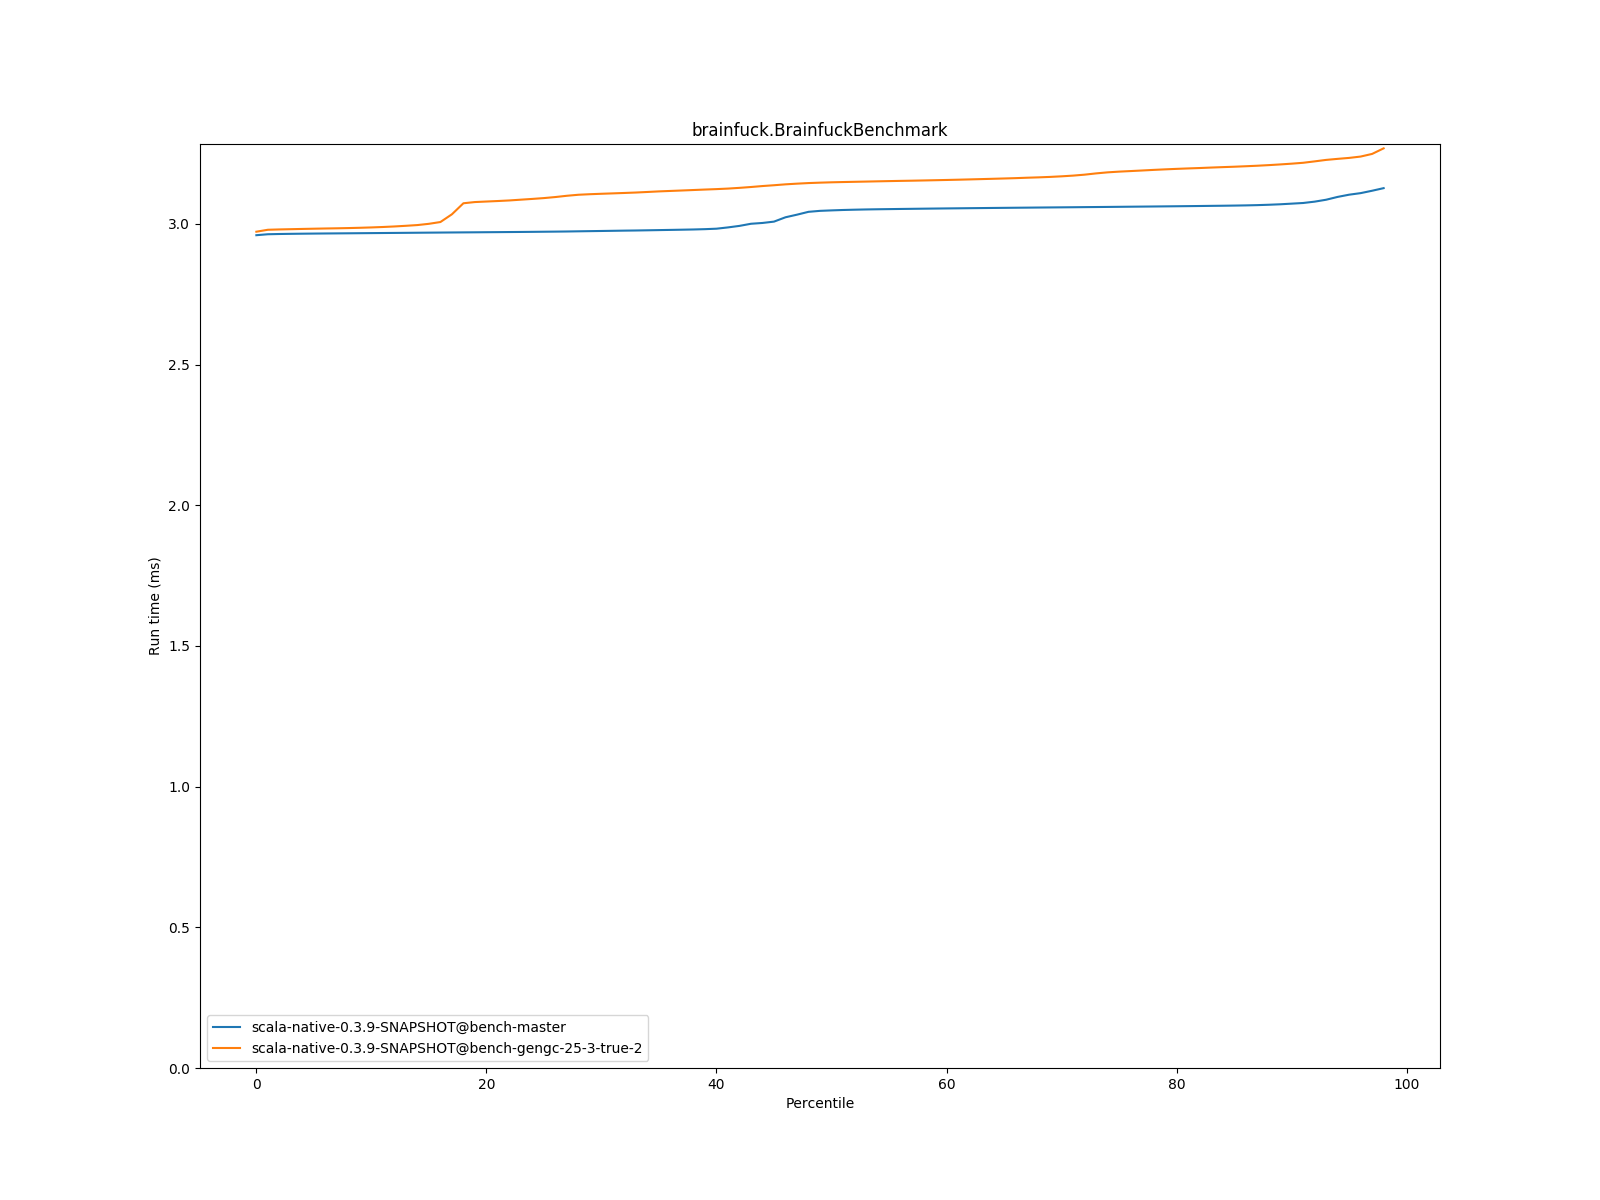 brainfuck.BrainfuckBenchmark
3.0
2.5
2.0
1.5
1.0
0.5
0.0
Run time (ms)
scala-native-0.3.9-SNAPSHOT@bench-master
scala-native-0.3.9-SNAPSHOT@bench-gengc-25-3-true-2
0 20 40 60 80 100
Percentile